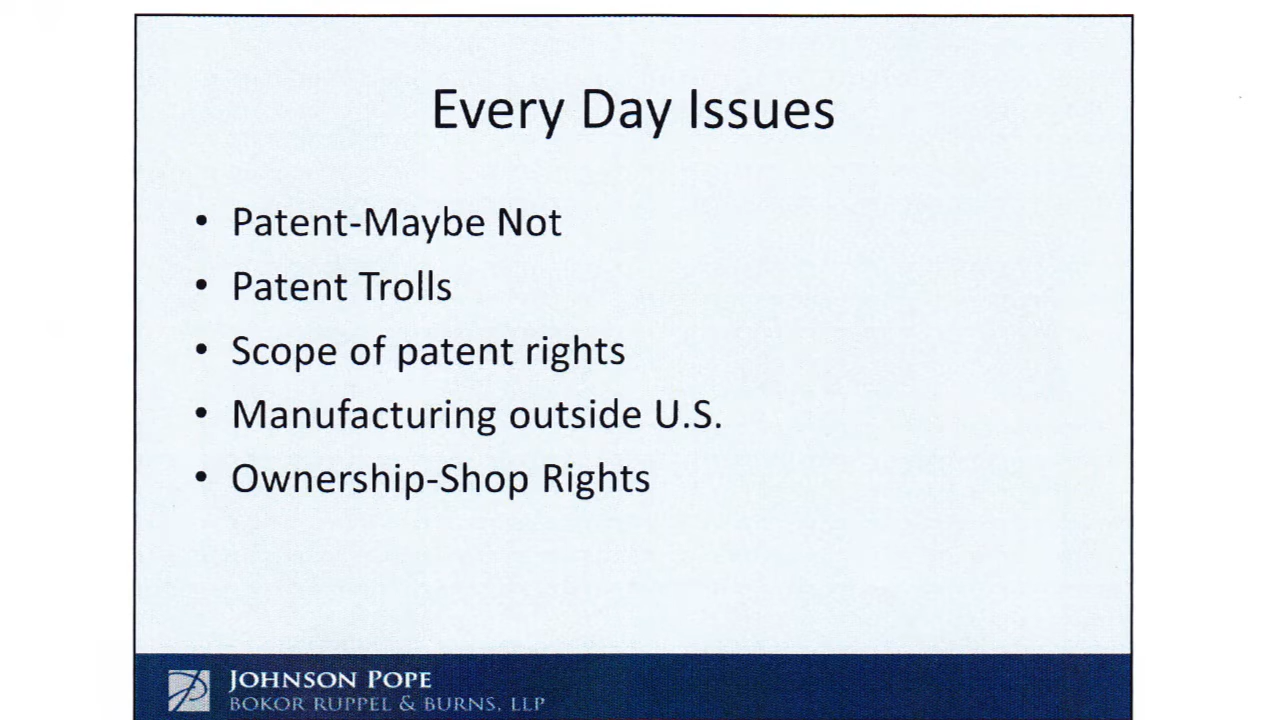 Every Day Issues
• Patent-Maybe Not
• Patent Trolls
• Scope of patent rights
• Manufacturing outside U.S.
• Ownership-Shop Rights
JOHNSON POPE
BOKOR RUPPEL & BURNS, LLP